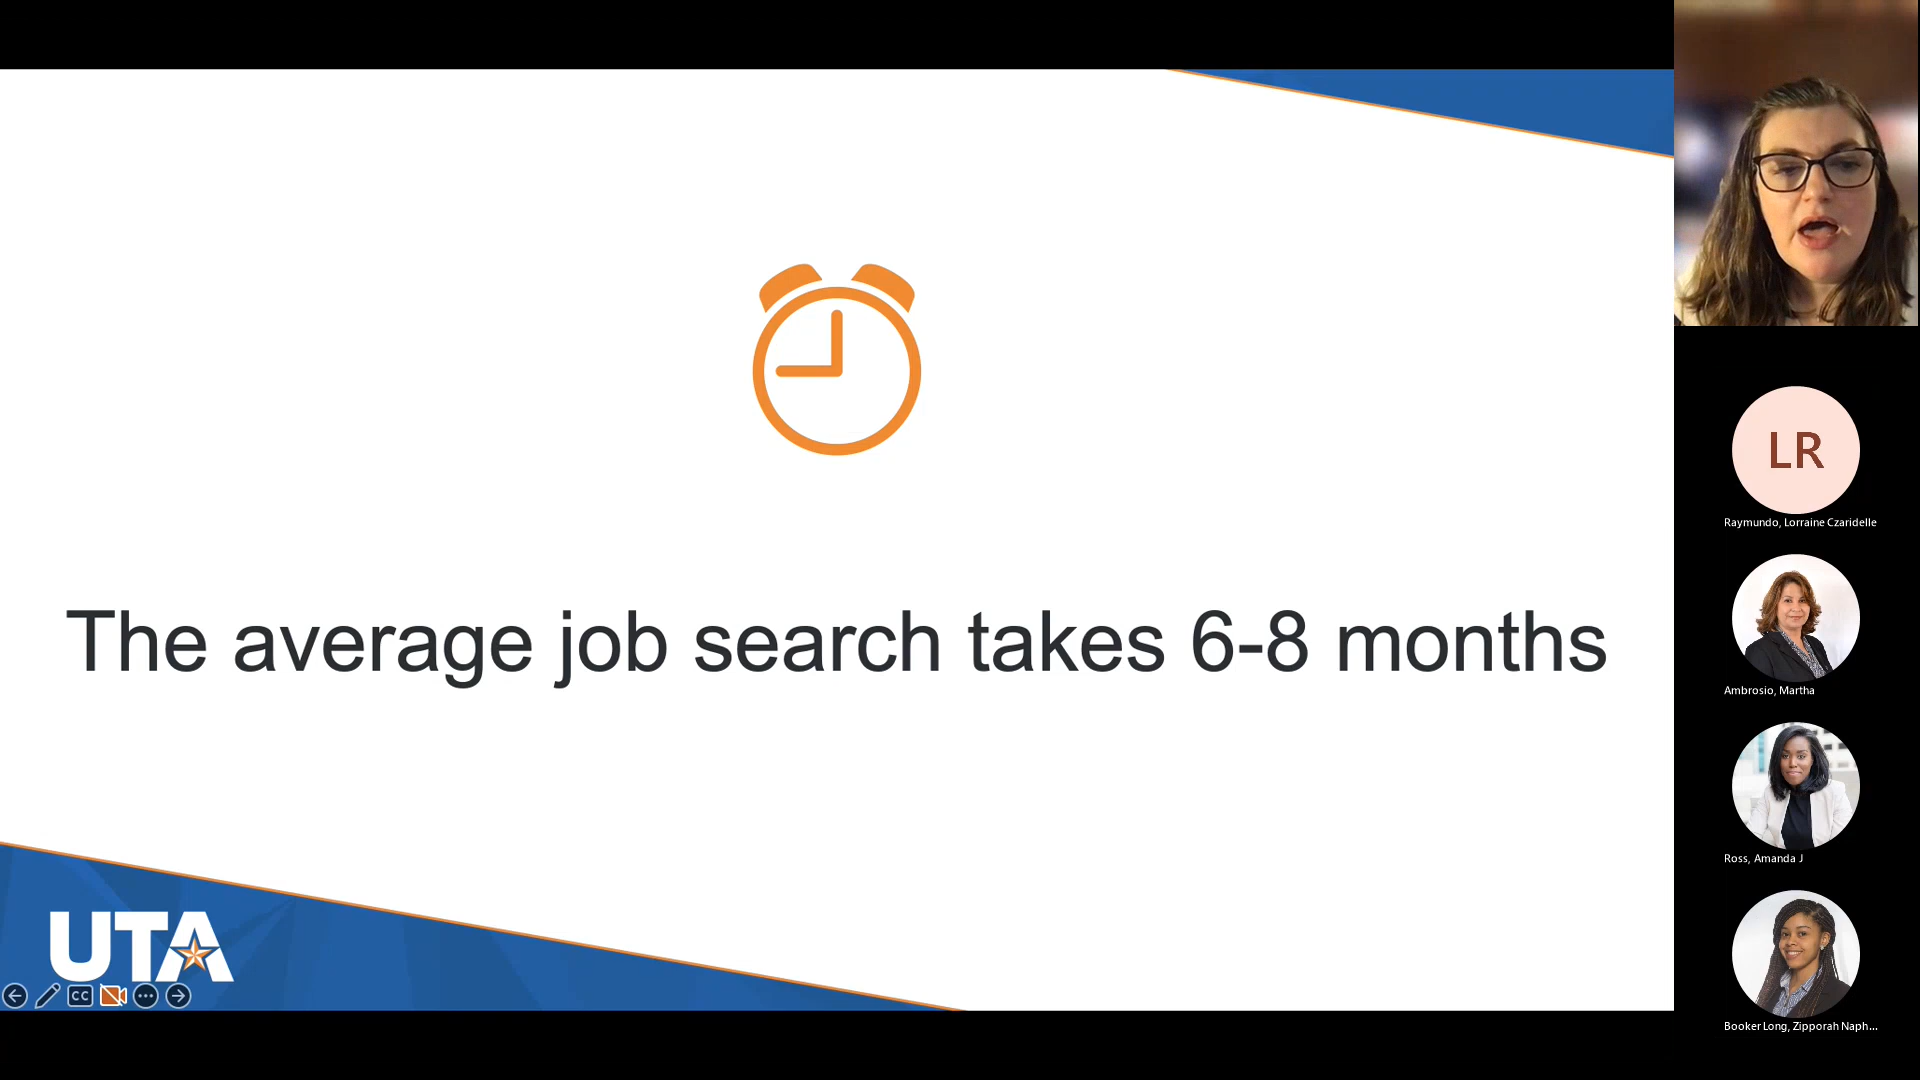 The average job search takes 6-8 months
UTA
CC
LR
Raymundo, Lorraine Czaridelle
Ambrosio, Martha
Ross, Amanda J
Booker Long, Zipporah Naph...